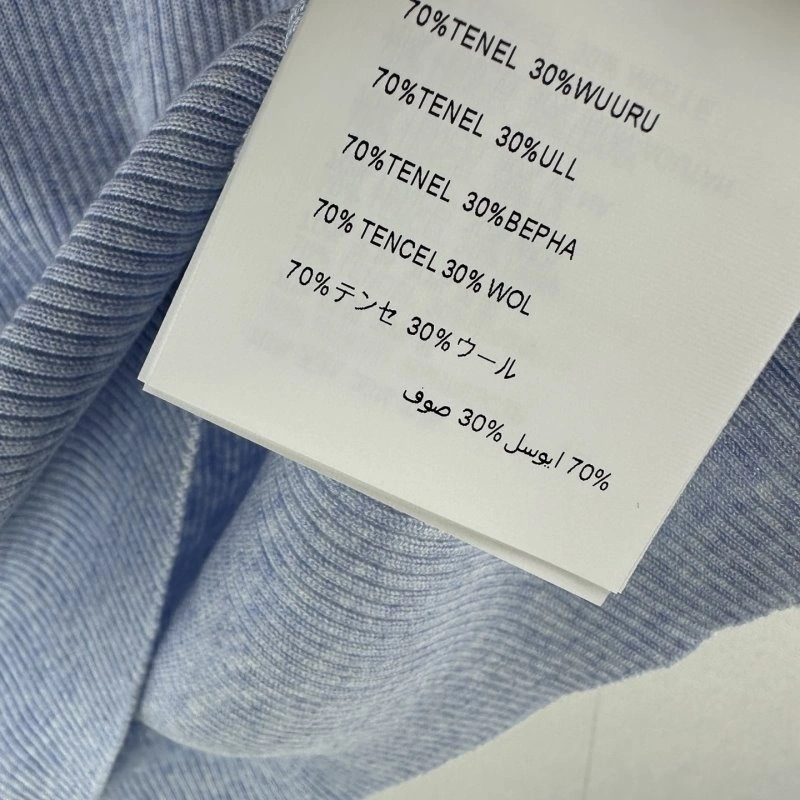 70%TENEL 30%WUURU
70%TENEL 30%ULL
70%TENEL 30%BEPHA
70% TENCEL 30% WOL
70%テンセ 30%ウール
70% ايوسل 30% صوف